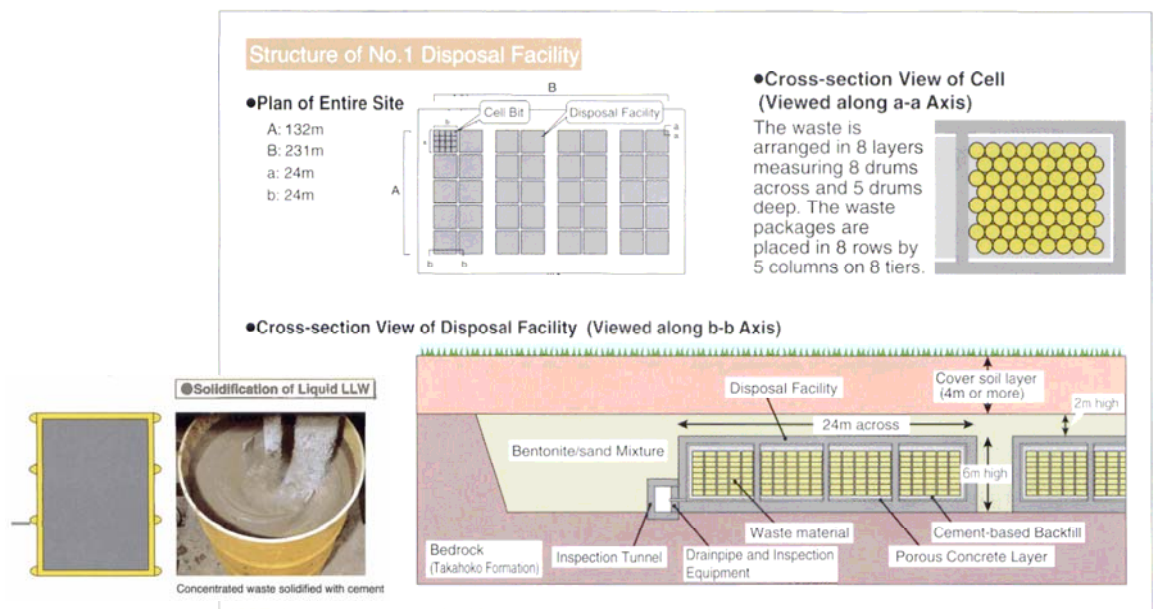 Structure of No.1 Disposal Facility
●Plan of Entire Site
A: 132m
B: 231m
a: 24m
b: 24m
B
Cell Bit
Disposal Facility
b
a
a
a
A
b
b
●Cross-section View of Cell
(Viewed along a-a Axis)
The waste is
arranged in 8 layers
measuring 8 drums
across and 5 drums
deep. The waste
packages are
placed in 8 rows by
5 columns on 8 tiers.
●Cross-section View of Disposal Facility (Viewed along b-b Axis)
Disposal Facility
Cover soil layer
(4m or more)
2m high
24m across
Bentonite/sand Mixture
6m high
Waste material
Cement-based Backfill
Bedrock
(Takahoko Formation)
Inspection Tunnel
Drainpipe and Inspection
Equipment
Porous Concrete Layer
●Solidification of Liquid LLW
Concentrated waste solidified with cement